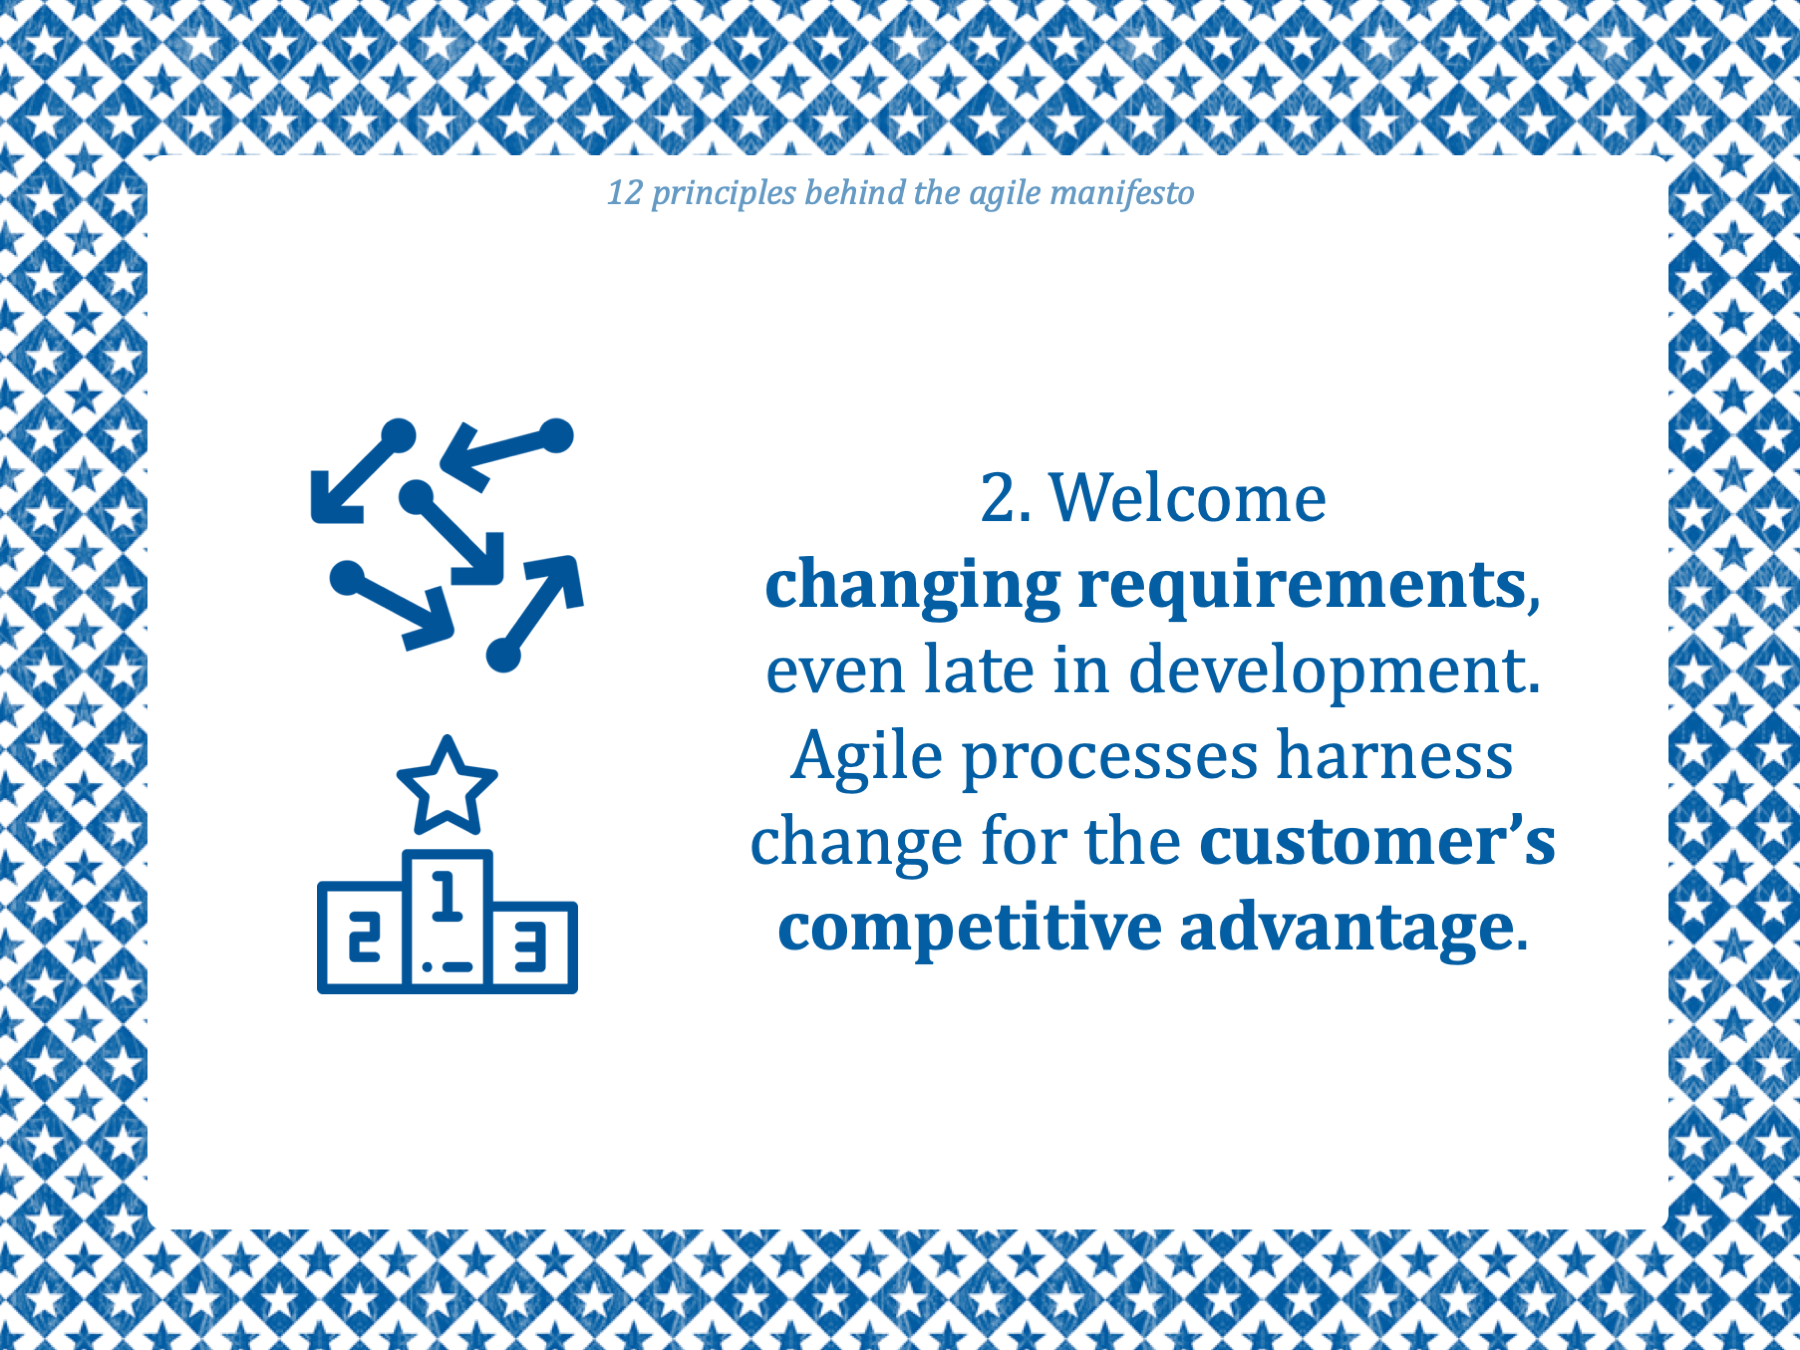 12 principles behind the agile manifesto
2. Welcome
changing requirements,
even late in development.
Agile processes harness
change for the customer’s
competitive advantage.
1
2
3